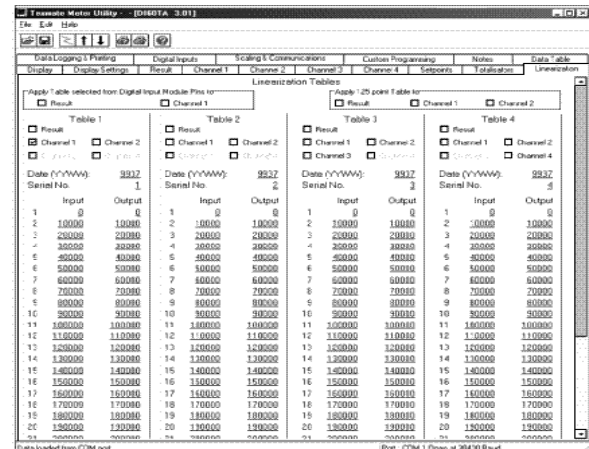 Texmate Meter Utility - - [DI60TA 3.01]
File Edit Help
Data Logging & Printing Digital Inputs Scaling & Communications Custom Programming Notes Data Table
Display Display Settings Result Channel 1 Channel 2 Channel 3 Channel 4 Setpoints Totalisators Linearization
Linearization Tables
Apply Table selected from Digital Input Module Pins to Apply 125 point Table to
Result Channel 1 Result Channel 1 Channel 2
Table 1 Table 2 Table 3 Table 4
Result Result Result Result
Channel 1 Channel 2 Channel 1 Channel 2 Channel 1 Channel 2 Channel 1 Channel 2
Channel 3 Channel 4
Date (YYWW): 9937 Date (YYWW): 9937 Date (YYWW): 9937 Date (YYWW): 9937
Serial No. 1 Serial No. 2 Serial No. 3 Serial No. 4
Input Output Input Output Input Output Input Output
1 0 0 1 0 0 1 0 0 1 0 0
2 10000 10000 2 10000 10000 2 10000 10000 2 10000 10000
3 20000 20000 3 20000 20000 3 20000 20000 3 20000 20000
4 30000 30000 4 30000 30000 4 30000 30000 4 30000 30000
5 40000 40000 5 40000 40000 5 40000 40000 5 40000 40000
6 50000 50000 6 50000 50000 6 50000 50000 6 50000 50000
7 60000 60000 7 60000 60000 7 60000 60000 7 60000 60000
8 70000 70000 8 70000 70000 8 70000 70000 8 70000 70000
9 80000 80000 9 80000 80000 9 80000 80000 9 80000 80000
10 90000 90000 10 90000 90000 10 90000 90000 10 90000 90000
11 100000 100000 11 100000 100000 11 100000 100000 11 100000 100000
12 110000 110000 12 110000 110000 12 110000 110000 12 110000 110000
13 120000 120000 13 120000 120000 13 120000 120000 13 120000 120000
14 130000 130000 14 130000 130000 14 130000 130000 14 130000 130000
15 140000 140000 15 140000 140000 15 140000 140000 15 140000 140000
16 150000 150000 16 150000 150000 16 150000 150000 16 150000 150000
17 160000 160000 17 160000 160000 17 160000 160000 17 160000 160000
18 170000 170000 18 170000 170000 18 170000 170000 18 170000 170000
19 180000 180000 19 180000 180000 19 180000 180000 19 180000 180000
20 190000 190000 20 190000 190000 20 190000 190000 20 190000 190000
21 200000 200000 21 200000 200000 21 200000 200000 21 200000 200000
Data loaded from COM port Port : COM 1 Open at 38400 Baud